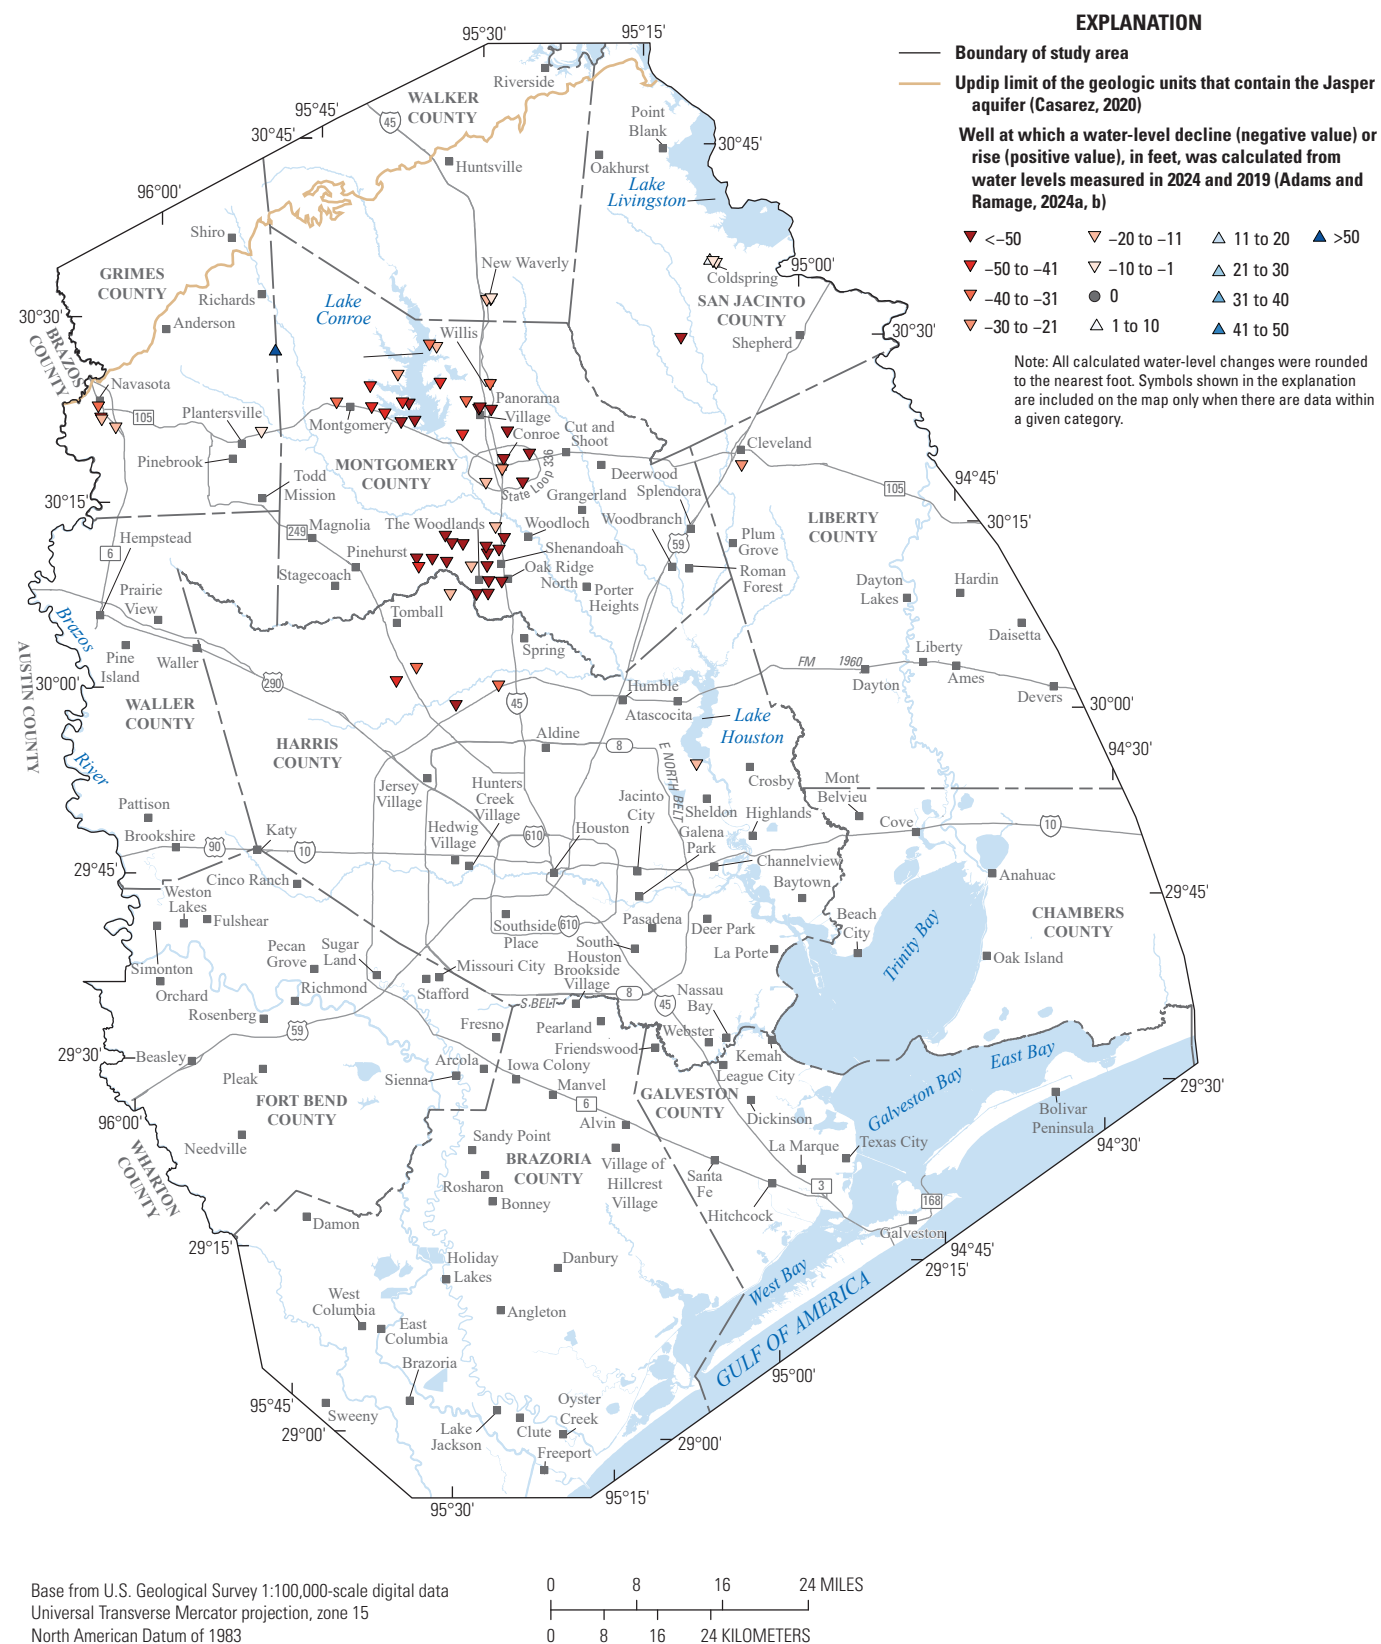 EXPLANATION
Boundary of study area
Updip limit of the geologic units that contain the Jasper
aquifer (Casarez, 2020)
Well at which a water-level decline (negative value) or
rise (positive value), in feet, was calculated from
water levels measured in 2024 and 2019 (Adams and
Ramage, 2024a, b)
<−50
−50 to −41
−40 to −31
−30 to −21
−20 to −11
−10 to −1
0
1 to 10
11 to 20
21 to 30
31 to 40
41 to 50
>50
Note: All calculated water-level changes were rounded
to the nearest foot. Symbols shown in the explanation
are included on the map only when there are data within
a given category.
95°30'
95°15'
Riverside
WALKER
COUNTY
95°45'
30°45'
45
Point
Blank
30°45'
Huntsville
Oakhurst
96°00'
Lake
Livingston
Shiro
GRIMES
COUNTY
New Waverly
Coldspring
95°00'
Richards
Lake
Conroe
SAN JACINTO
COUNTY
30°30'
Anderson
Willis
Shepherd
30°30'
BRAZOS
COUNTY
Navasota
105
Plantersville
Montgomery
Panorama
Village
Conroe
Cut and
Shoot
Cleveland
Pinebrook
MONTGOMERY
COUNTY
State Loop 336
Deerwood
Todd
Mission
Grangerland
Splendora
105
94°45'
30°15'
249
Magnolia
The Woodlands
Woodloch
Woodbranch
LIBERTY
COUNTY
30°15'
Hempstead
6
Pinehurst
Shenandoah
59
Plum
Grove
Stagecoach
Oak Ridge
North
Porter
Heights
Roman
Forest
Dayton
Lakes
Hardin
Prairie
View
Tomball
Brazos
River
Daisetta
AUSTIN COUNTY
Pine
Island
Waller
Spring
FM 1960
Liberty
Ames
Dayton
Devers
30°00'
290
45
Humble
Atascocita
30°00'
WALLER
COUNTY
HARRIS
COUNTY
Lake
Houston
Aldine
8
E NORTH BELT
94°30'
Jersey
Village
Hunters
Creek
Village
Crosby
Mont
Belvieu
Pattison
Jacinto
City
Sheldon
Highlands
Brookshire
90
Katy
10
Hedwig
Village
610
Houston
Galena
Park
Cove
10
29°45'
Channelview
Cinco Ranch
Baytown
Anahuac
29°45'
Weston
Lakes
Fulshear
Southside
Place
610
Pasadena
Deer Park
Beach
City
Trinity Bay
CHAMBERS
COUNTY
Pecan
Grove
Sugar
Land
South
Houston
La Porte
Oak Island
Simonton
Missouri City
Brookside
Village
Orchard
Richmond
Stafford
S BELT
8
45
Nassau
Bay
Rosenberg
59
Fresno
Pearland
Webster
29°30'
Beasley
Friendswood
Kemah
East Bay
Arcola
Iowa Colony
League City
Pleak
Sienna
Manvel
GALVESTON
COUNTY
Galveston Bay
29°30'
FORT BEND
COUNTY
6
Dickinson
Bolivar
Peninsula
96°00'
Alvin
94°30'
Needville
Sandy Point
La Marque
Texas City
WHARTON
COUNTY
BRAZORIA
COUNTY
Village of
Hillcrest
Village
Santa
Fe
3
Rosharon
Bonney
168
Damon
Hitchcock
Galveston
29°15'
94°45'
29°15'
Holiday
Lakes
Danbury
West Bay
West
Columbia
Angleton
GULF OF AMERICA
East
Columbia
Brazoria
95°00'
95°45'
29°00'
Sweeny
Oyster
Creek
Lake
Jackson
Clute
29°00'
Freeport
95°30'
95°15'
Base from U.S. Geological Survey 1:100,000-scale digital data
Universal Transverse Mercator projection, zone 15
North American Datum of 1983
0 8 16 24 MILES
0 8 16 24 KILOMETERS